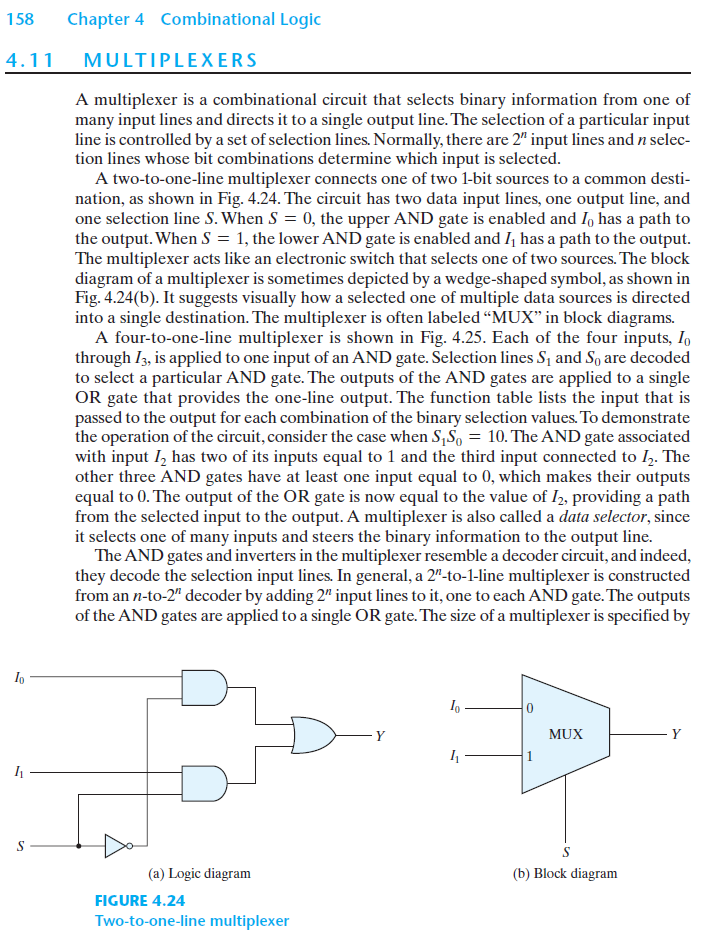 158 Chapter 4 Combinational Logic
4.11 MULTIPLEXERS
A multiplexer is a combinational circuit that selects binary information from one of
many input lines and directs it to a single output line. The selection of a particular input
line is controlled by a set of selection lines. Normally, there are 2ⁿ input lines and n selec-
tion lines whose bit combinations determine which input is selected.
A two-to-one-line multiplexer connects one of two 1-bit sources to a common desti-
nation, as shown in Fig. 4.24. The circuit has two data input lines, one output line, and
one selection line S. When S = 0, the upper AND gate is enabled and I₀ has a path to
the output. When S = 1, the lower AND gate is enabled and I₁ has a path to the output.
The multiplexer acts like an electronic switch that selects one of two sources. The block
diagram of a multiplexer is sometimes depicted by a wedge-shaped symbol, as shown in
Fig. 4.24(b). It suggests visually how a selected one of multiple data sources is directed
into a single destination. The multiplexer is often labeled “MUX” in block diagrams.
A four-to-one-line multiplexer is shown in Fig. 4.25. Each of the four inputs, I₀
through I₃, is applied to one input of an AND gate. Selection lines S₁ and S₀ are decoded
to select a particular AND gate. The outputs of the AND gates are applied to a single
OR gate that provides the one-line output. The function table lists the input that is
passed to the output for each combination of the binary selection values. To demonstrate
the operation of the circuit, consider the case when S₁S₀ = 10. The AND gate associated
with input I₂ has two of its inputs equal to 1 and the third input connected to I₂. The
other three AND gates have at least one input equal to 0, which makes their outputs
equal to 0. The output of the OR gate is now equal to the value of I₂, providing a path
from the selected input to the output. A multiplexer is also called a data selector, since
it selects one of many inputs and steers the binary information to the output line.
The AND gates and inverters in the multiplexer resemble a decoder circuit, and indeed,
they decode the selection input lines. In general, a 2ⁿ-to-1-line multiplexer is constructed
from an n-to-2ⁿ decoder by adding 2ⁿ input lines to it, one to each AND gate. The outputs
of the AND gates are applied to a single OR gate. The size of a multiplexer is specified by
I₀
Y
I₁
S
(a) Logic diagram
I₀
0
MUX
Y
I₁
1
S
(b) Block diagram
FIGURE 4.24
Two-to-one-line multiplexer